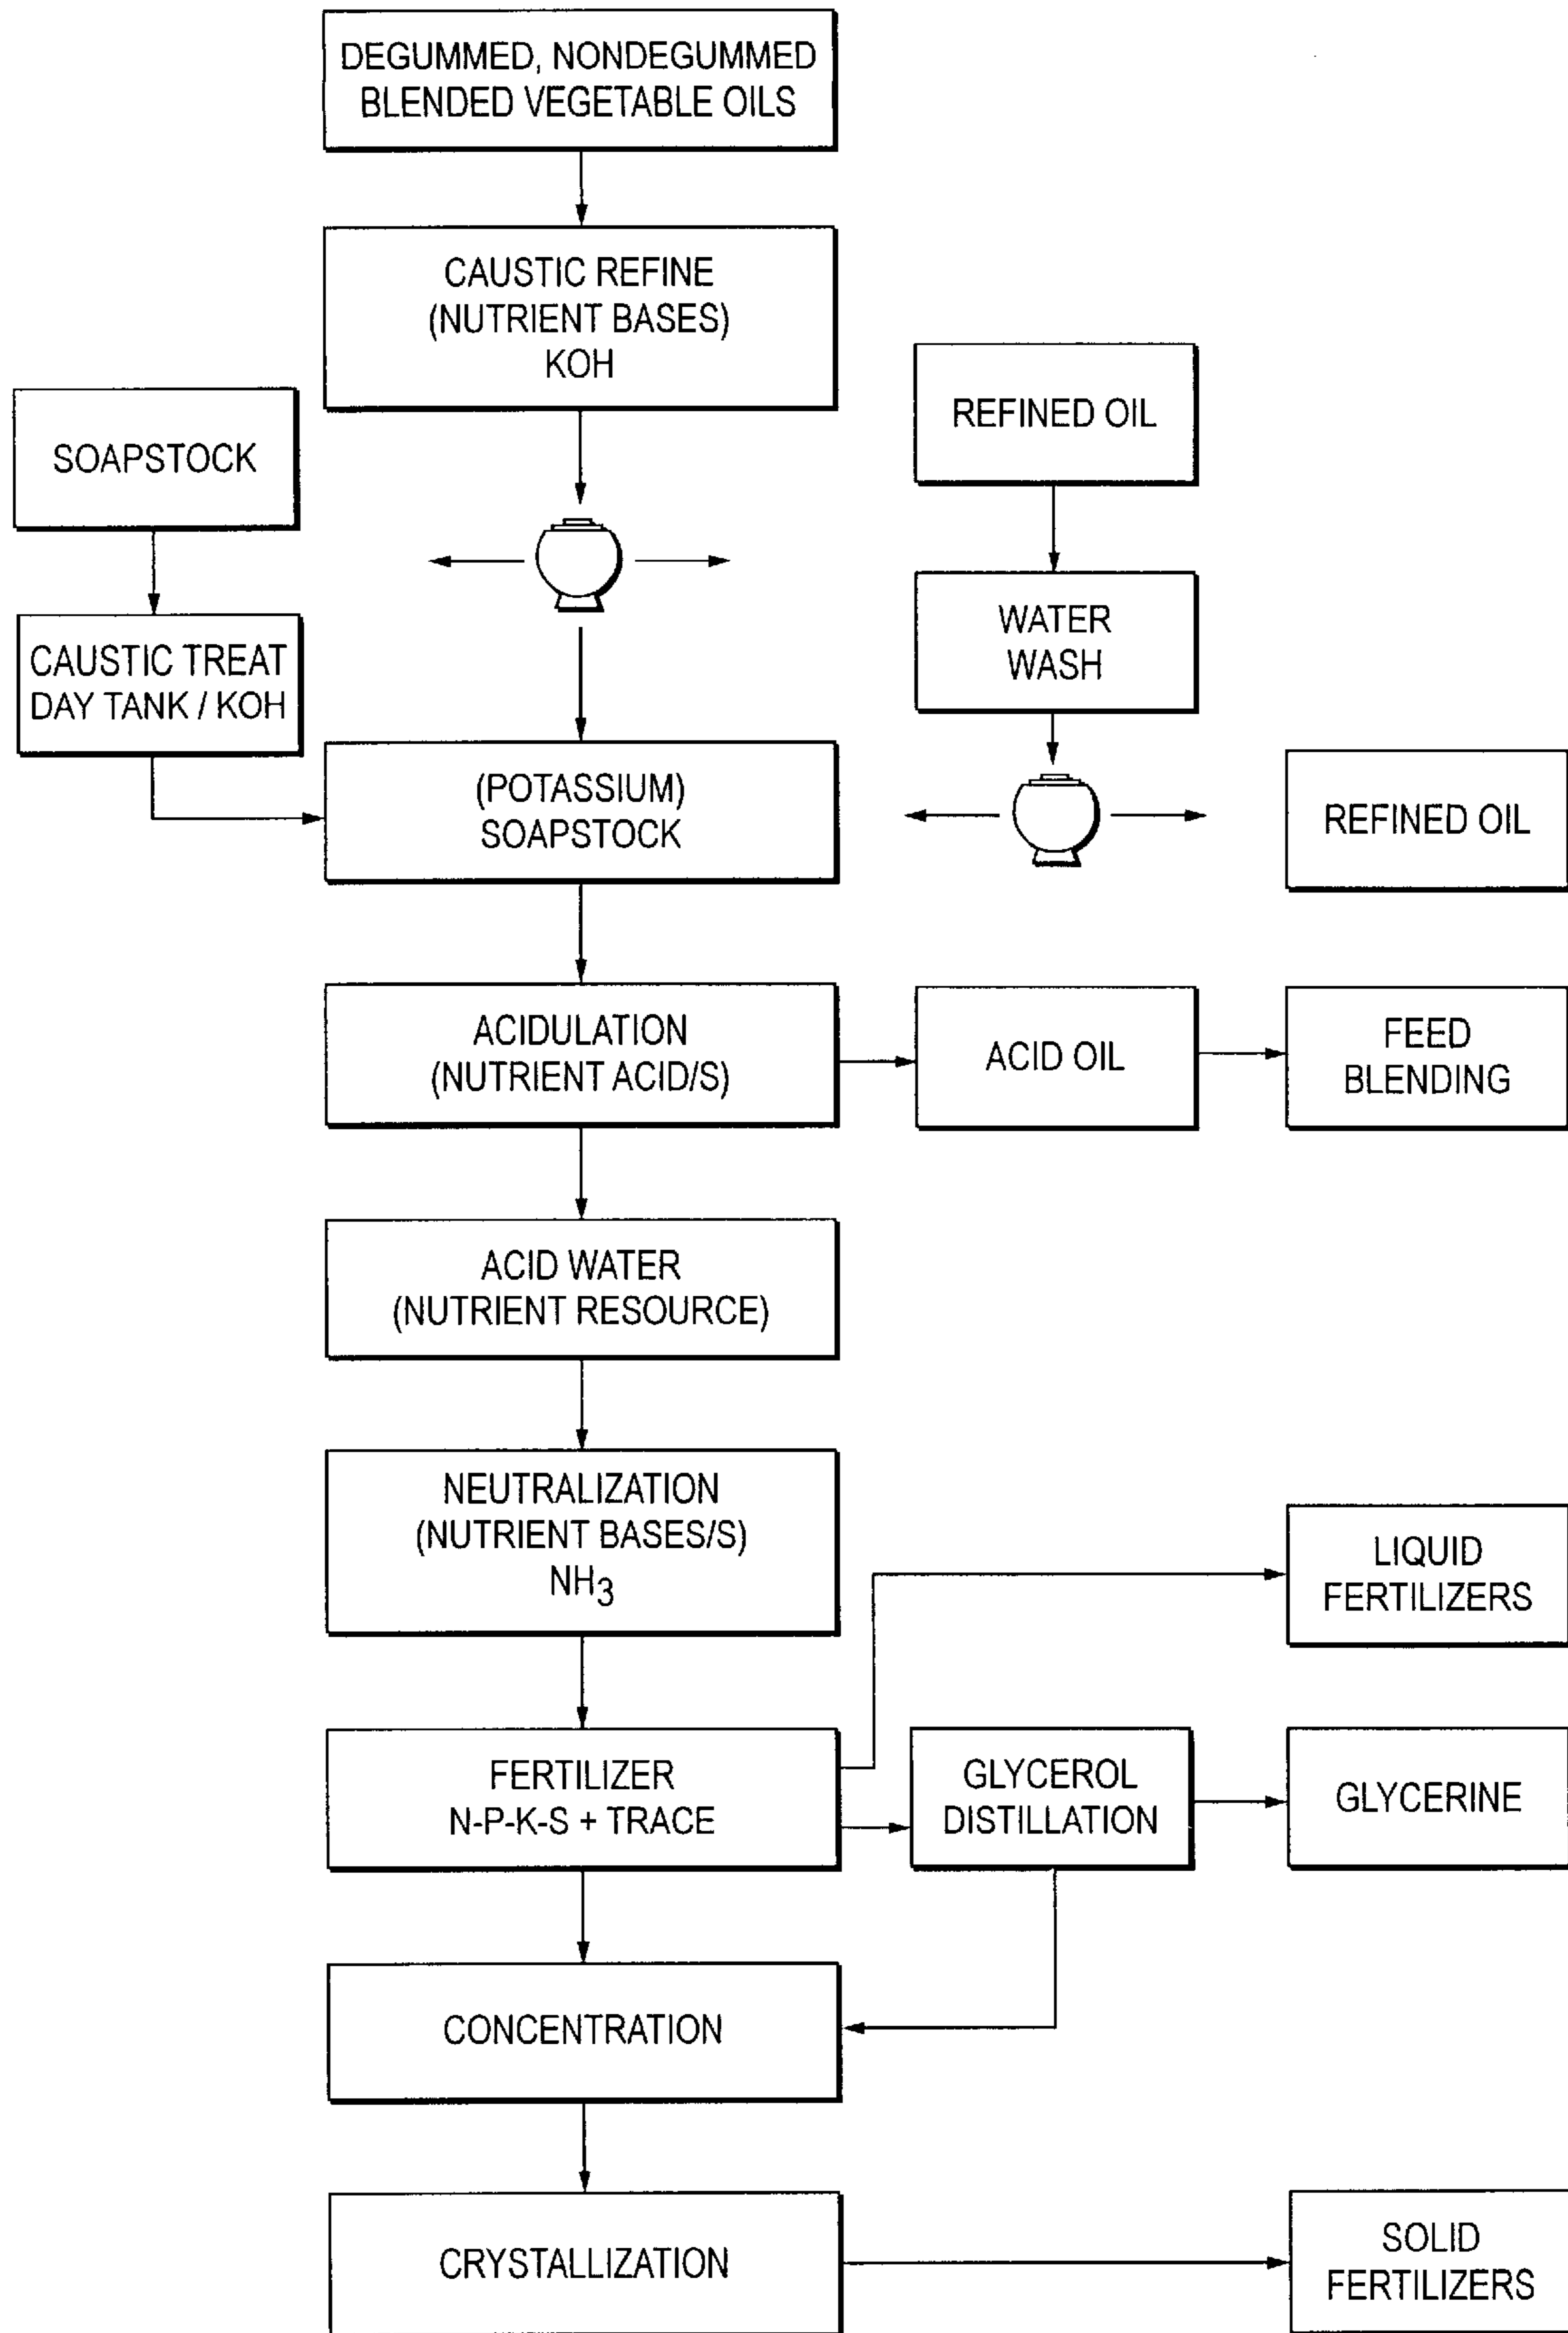 DEGUMMED, NONDEGUMMED
BLENDED VEGETABLE OILS
CAUSTIC REFINE
(NUTRIENT BASES)
KOH
REFINED OIL
SOAPSTOCK
WATER
WASH
CAUSTIC TREAT
DAY TANK / KOH
(POTASSIUM)
SOAPSTOCK
REFINED OIL
ACIDULATION
(NUTRIENT ACID/S)
ACID OIL
FEED
BLENDING
ACID WATER
(NUTRIENT RESOURCE)
NEUTRALIZATION
(NUTRIENT BASES/S)
NH3
LIQUID
FERTILIZERS
FERTILIZER
N-P-K-S + TRACE
GLYCEROL
DISTILLATION
GLYCERINE
CONCENTRATION
CRYSTALLIZATION
SOLID
FERTILIZERS